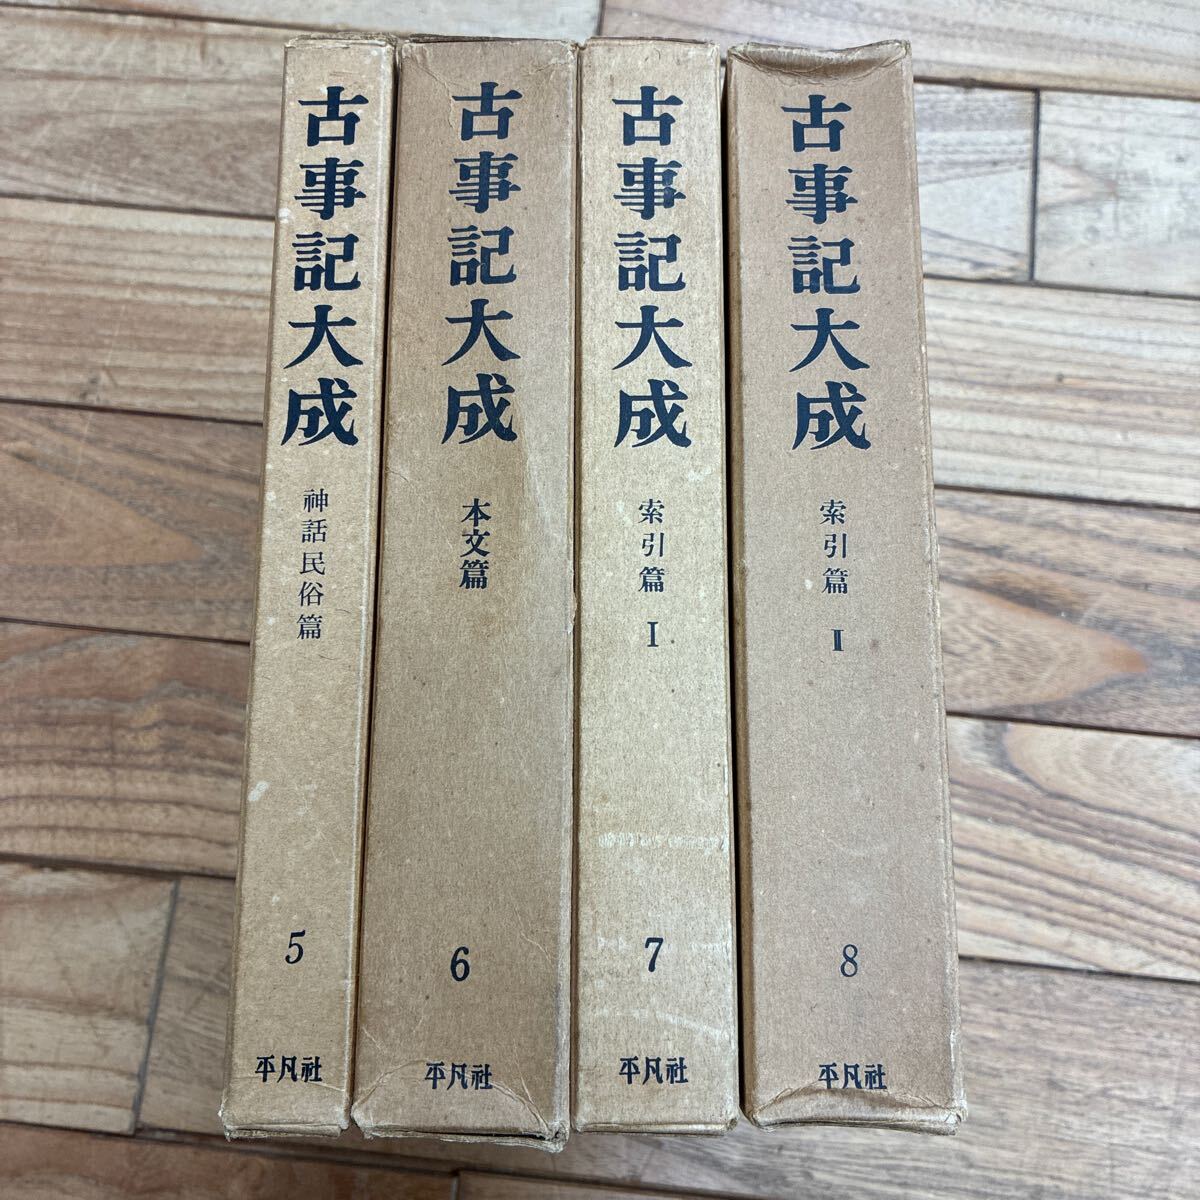 古事記大成
神話民俗篇
5
平凡社
古事記大成
本文篇
6
平凡社
古事記大成
索引篇 I
7
平凡社
古事記大成
索引篇 II
8
平凡社